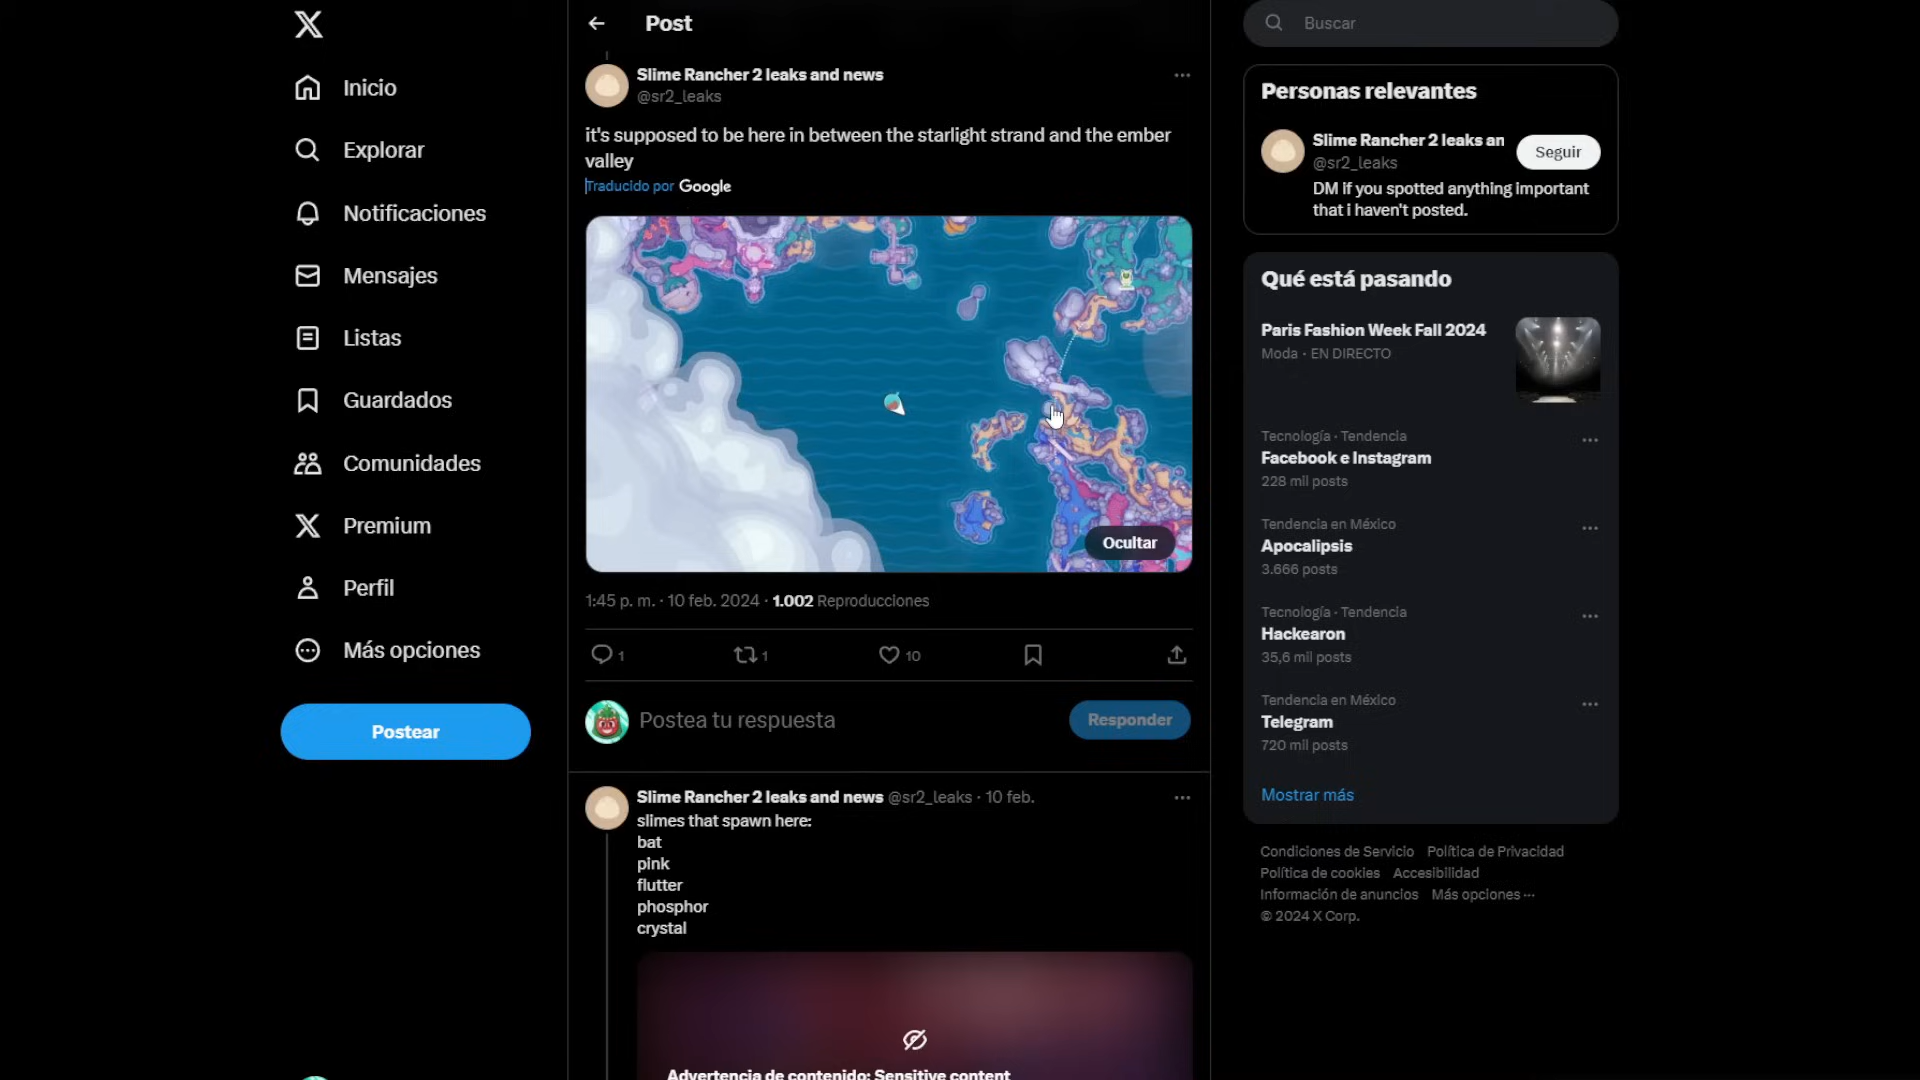 Inicio
Explorar
Notificaciones
Mensajes
Listas
Guardados
Comunidades
Premium
Perfil
Más opciones
Postear
Post
Slime Rancher 2 leaks and news
@sr2_leaks
it's supposed to be here in between the starlight strand and the ember
valley
Traducido por Google
Ocultar
1:45 p. m. · 10 feb. 2024 · 1.002 Reproducciones
1
1
10
Postea tu respuesta
Responder
Slime Rancher 2 leaks and news @sr2_leaks · 10 feb.
slimes that spawn here:
bat
pink
flutter
phosphor
crystal
Advertencia de contenido: Sensitive content
Buscar
Personas relevantes
Slime Rancher 2 leaks an
@sr2_leaks
Seguir
DM if you spotted anything important
that i haven't posted.
Qué está pasando
Paris Fashion Week Fall 2024
Moda · EN DIRECTO
Tecnología · Tendencia
Facebook e Instagram
228 mil posts
Tendencia en México
Apocalipsis
3.666 posts
Tecnología · Tendencia
Hackearon
35,6 mil posts
Tendencia en México
Telegram
720 mil posts
Mostrar más
Condiciones de Servicio Política de Privacidad
Política de cookies Accesibilidad
Información de anuncios Más opciones ···
© 2024 X Corp.